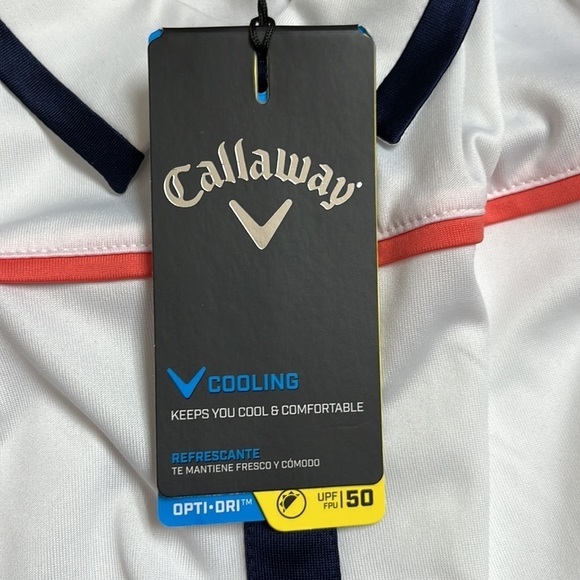 Callaway
COOLING
KEEPS YOU COOL & COMFORTABLE
REFRESCANTE
TE MANTIENE FRESCO Y CÓMODO
OPTI•DRI™
UPF
FPU
50